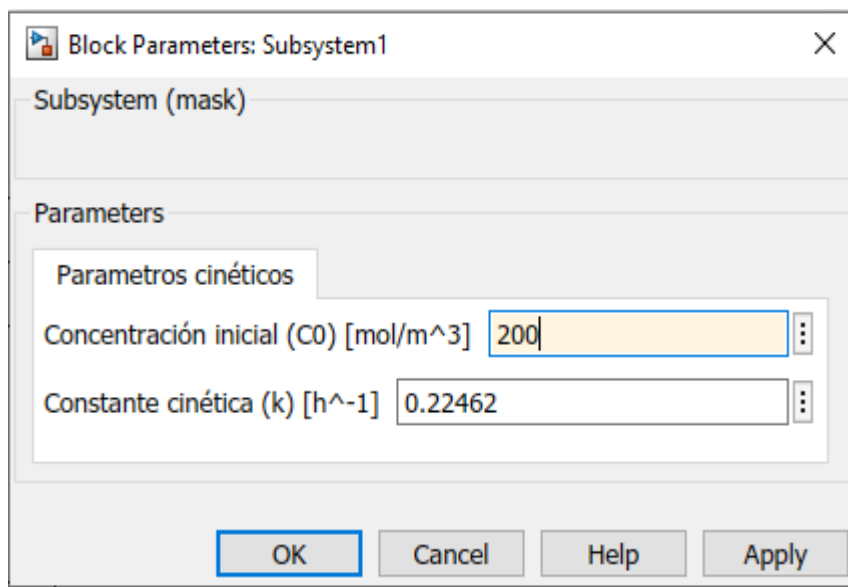 Block Parameters: Subsystem1
Subsystem (mask)
Parameters
Parametros cinéticos
Concentración inicial (C0) [mol/m^3] 200
Constante cinética (k) [h^-1] 0.22462
OK Cancel Help Apply